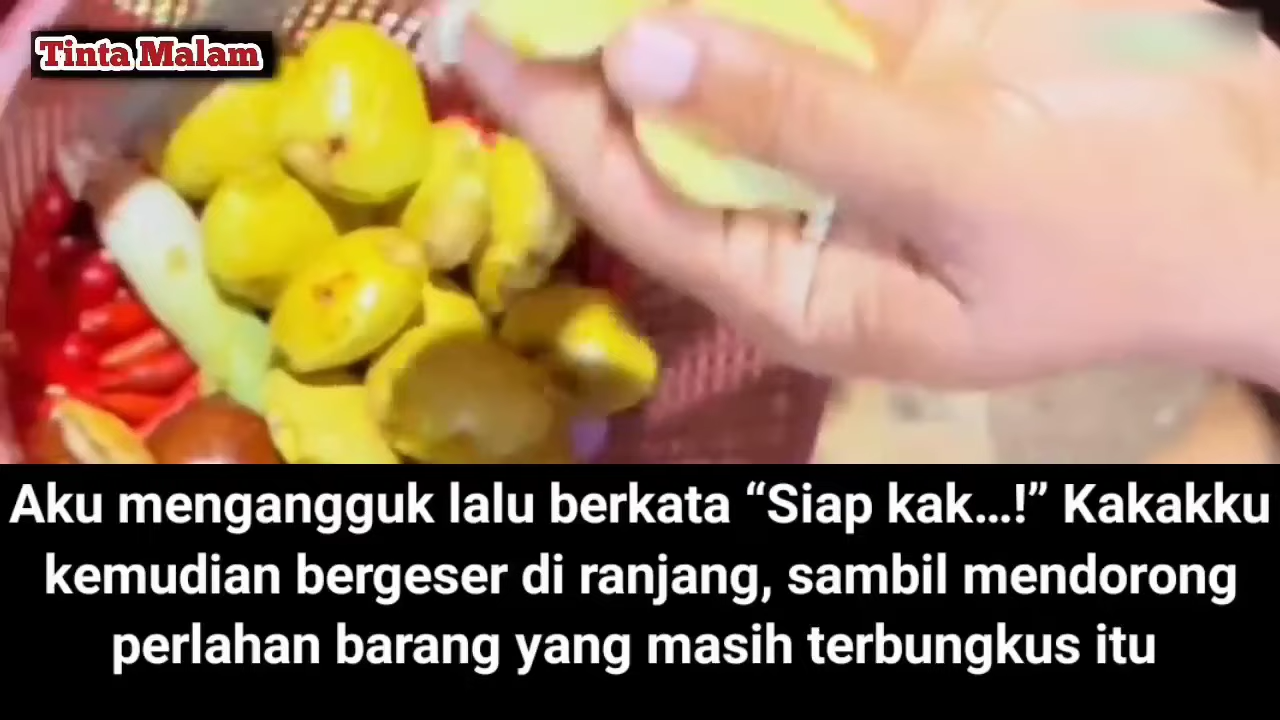 Tinta Malam
Aku mengangguk lalu berkata “Siap kak...!” Kakakku
kemudian bergeser di ranjang, sambil mendorong
perlahan barang yang masih terbungkus itu